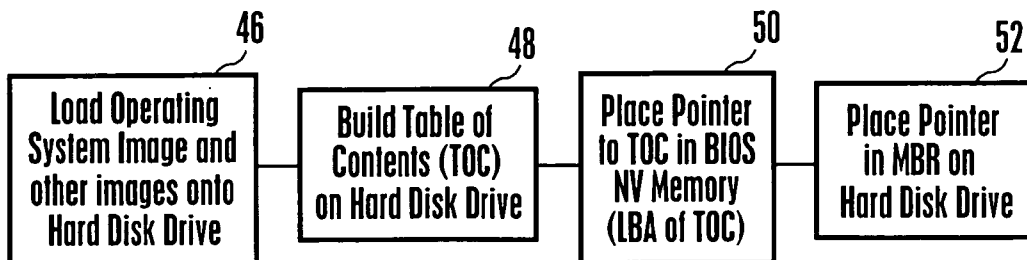 46
Load Operating
System Image and
other images onto
Hard Disk Drive
48
Build Table of
Contents (TOC)
on Hard Disk Drive
50
Place Pointer
to TOC in BIOS
NV Memory
(LBA of TOC)
52
Place Pointer
in MBR on
Hard Disk Drive